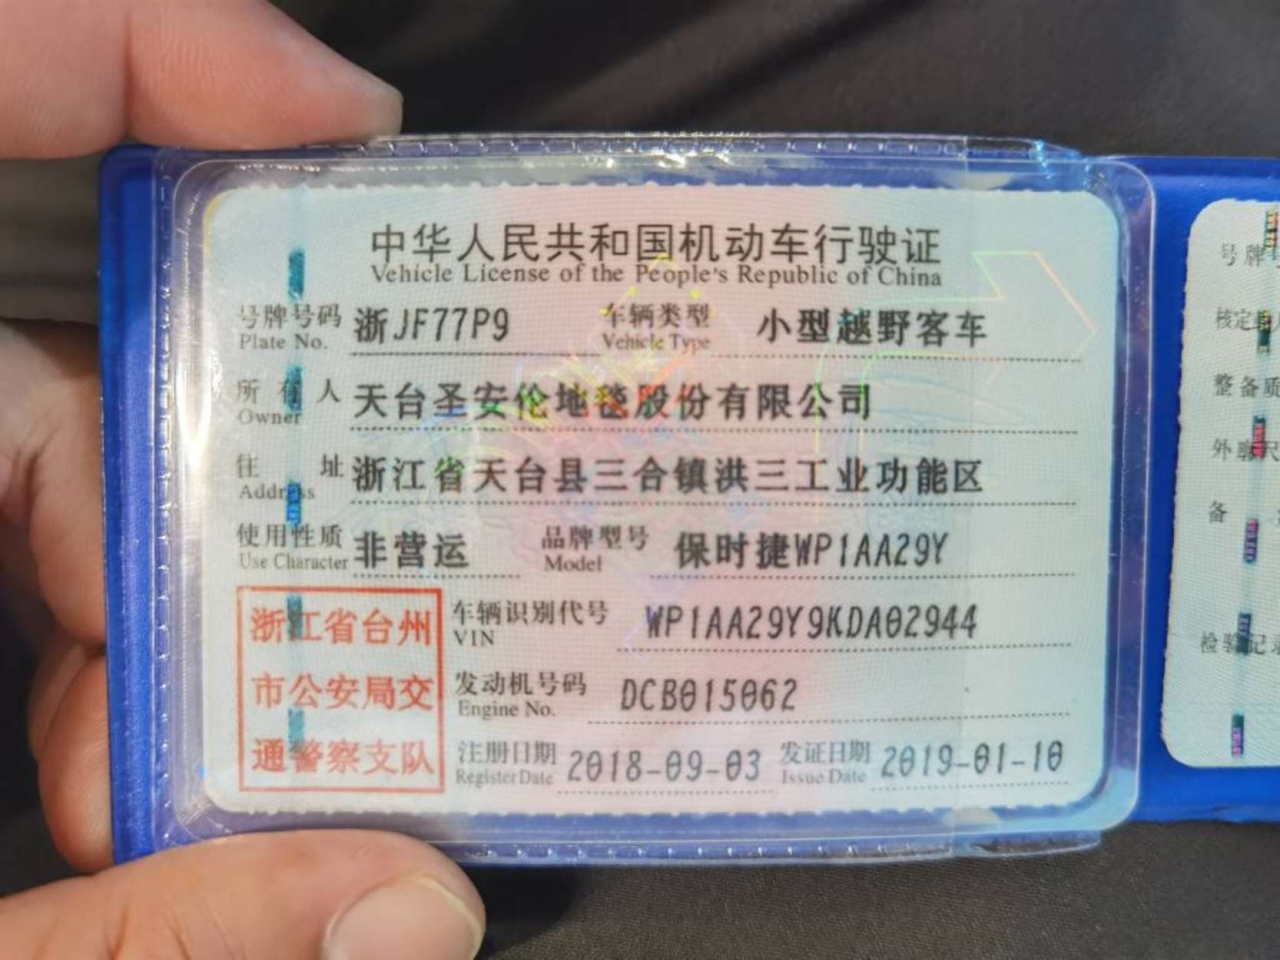 中华人民共和国机动车行驶证
Vehicle License of the People's Republic of China
号牌号码 浙JF77P9 车辆类型 小型越野客车
Plate No. Vehicle Type
所有人 天台圣安伦地毯股份有限公司
Owner
住址 浙江省天台县三合镇洪三工业功能区
Address
使用性质 非营运 品牌型号 保时捷WP1AA29Y
Use Character Model
浙江省台州
市公安局交
通警察支队
车辆识别代号 WP1AA29Y9KDA02944
VIN
发动机号码 DCB015062
Engine No.
注册日期 2018-09-03 发证日期 2019-01-10
Register Date Issue Date
号牌
核定
整备质
外廓尺
备
检验记录